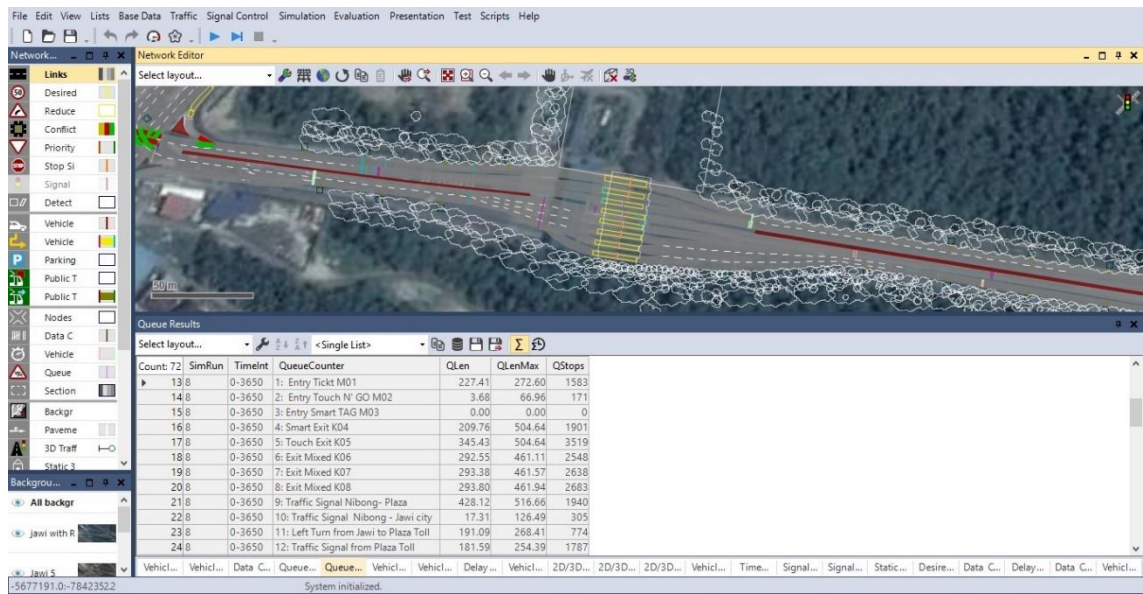 File Edit View Lists Base Data Traffic Signal Control Simulation Evaluation Presentation Test Scripts Help
Network...
Links
Desired
Reduce
Conflict
Priority
Stop Si
Signal
Detect
Vehicle
Vehicle
Parking
Public T
Public T
Nodes
Data C
Vehicle
Queue
Section
Backgr
Paveme
3D Traff
Static 3
Backgrou...
All backgr
jawi with R
Jawi 5
Network Editor
Select layout...
50 m
Queue Results
Select layout... <Single List>
Count: 72 SimRun TimeInt QueueCounter QLen QLenMax QStops
13 8 0-3650 1: Entry Tickt M01 227.41 272.60 1583
14 8 0-3650 2: Entry Touch N' GO M02 3.68 66.96 171
15 8 0-3650 3: Entry Smart TAG M03 0.00 0.00 0
16 8 0-3650 4: Smart Exit K04 209.76 504.64 1901
17 8 0-3650 5: Touch Exit K05 345.43 504.64 3519
18 8 0-3650 6: Exit Mixed K06 292.55 461.11 2548
19 8 0-3650 7: Exit Mixed K07 293.38 461.57 2638
20 8 0-3650 8: Exit Mixed K08 293.80 461.94 2683
21 8 0-3650 9: Traffic Signal Nibong- Plaza 428.12 516.66 1940
22 8 0-3650 10: Traffic Signal Nibong - Jawi city 17.31 126.49 305
23 8 0-3650 11: Left Turn from Jawi to Plaza Toll 191.09 268.41 774
24 8 0-3650 12: Traffic Signal from Plaza Toll 181.59 254.39 1787
Vehicl... Vehicl... Data C... Queue... Queue... Vehicl... Vehicl... Delay... Vehicl... 2D/3D... 2D/3D... 2D/3D... Vehicl... Time... Signal... Signal... Static... Desire... Data C... Delay... Data C... Vehicl...
-5677191.0:-7842352.2 System initialized.